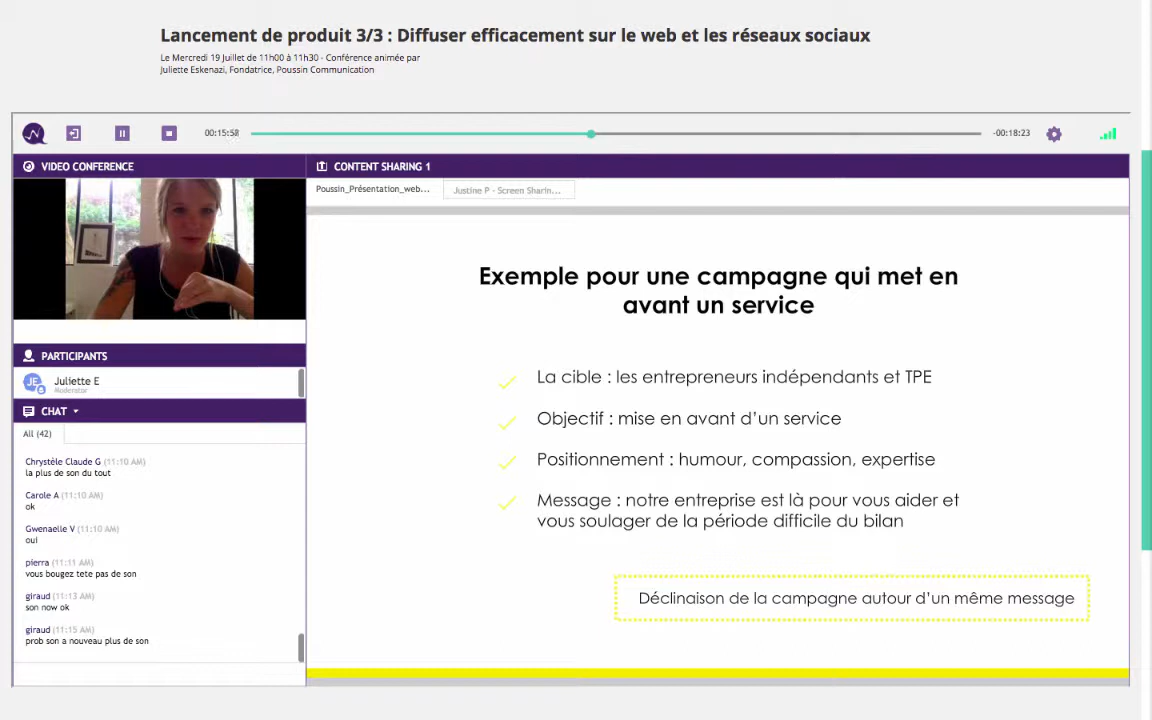 Lancement de produit 3/3 : Diffuser efficacement sur le web et les réseaux sociaux
Le Mercredi 19 Juillet de 11h00 à 11h30 - Conférence animée par
Juliette Eskenazi, Fondatrice, Poussin Communication
00:15:58
-00:18:23
VIDEO CONFERENCE
CONTENT SHARING 1
Poussin_Présentation_web...
Justine P - Screen Sharin...
Exemple pour une campagne qui met en
avant un service
La cible : les entrepreneurs indépendants et TPE
Objectif : mise en avant d’un service
Positionnement : humour, compassion, expertise
Message : notre entreprise est là pour vous aider et
vous soulager de la période difficile du bilan
Déclinaison de la campagne autour d’un même message
PARTICIPANTS
JE
Juliette E
Moderator
CHAT
All (42)
Chrystèle Claude G (11:10 AM)
la plus de son du tout
Carole A (11:10 AM)
ok
Gwenaelle V (11:10 AM)
oui
pierra (11:11 AM)
vous bougez tete pas de son
giraud (11:13 AM)
son now ok
giraud (11:15 AM)
prob son a nouveau plus de son